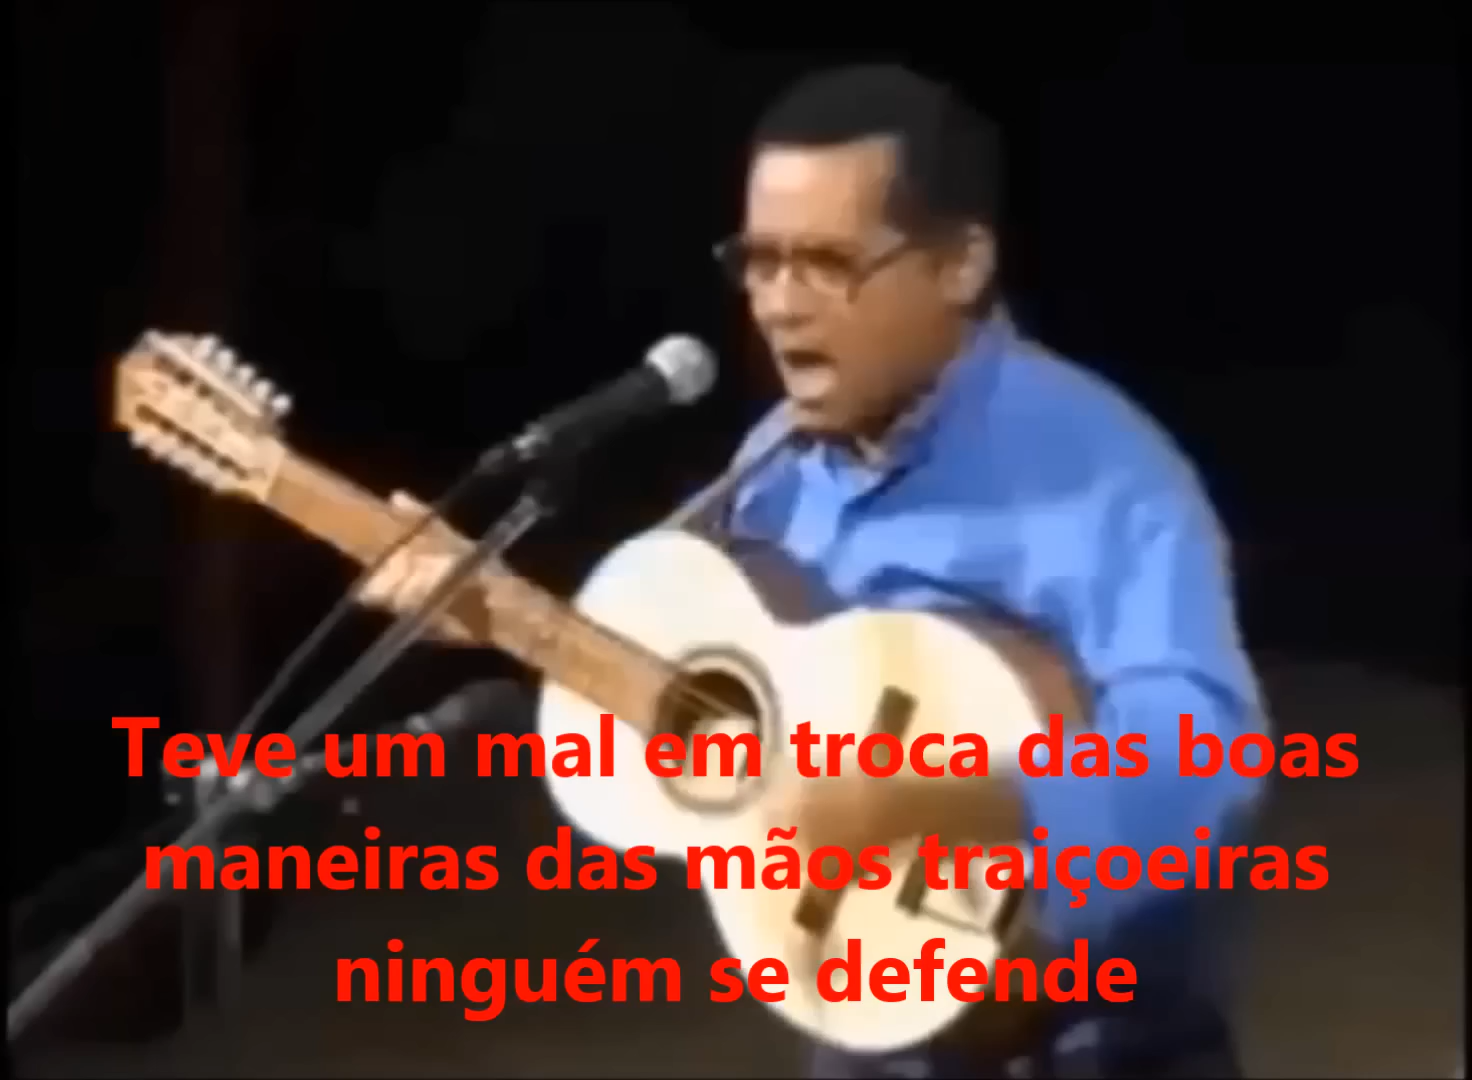 Teve um mal em troca das boas
maneiras das mãos traiçoeiras
ninguém se defende